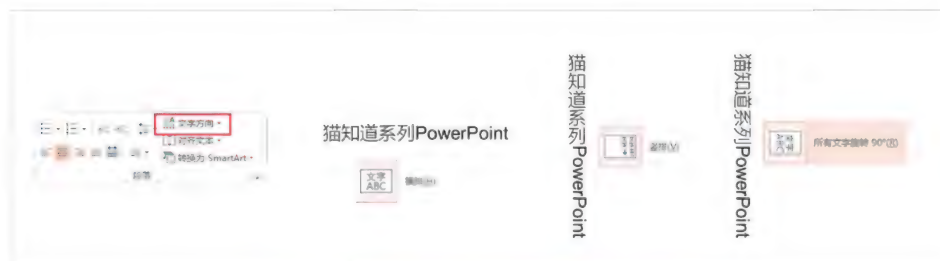 文字方向
对齐文本
转换为 SmartArt
段落
猫知道系列PowerPoint
文字
ABC
横排(H)
猫知道系列PowerPoint
竖排(V)
猫知道系列PowerPoint
所有文字旋转 90°(R)